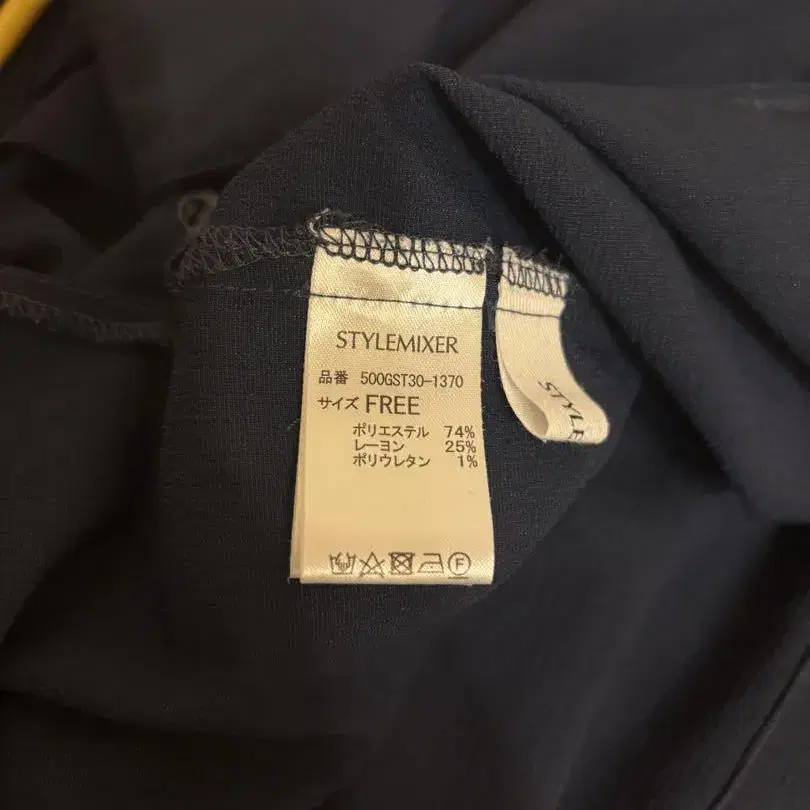 STYLEMIXER
品番 500GST30-1370
サイズ FREE
ポリエステル 74%
レーヨン 25%
ポリウレタン 1%
F
STYLE